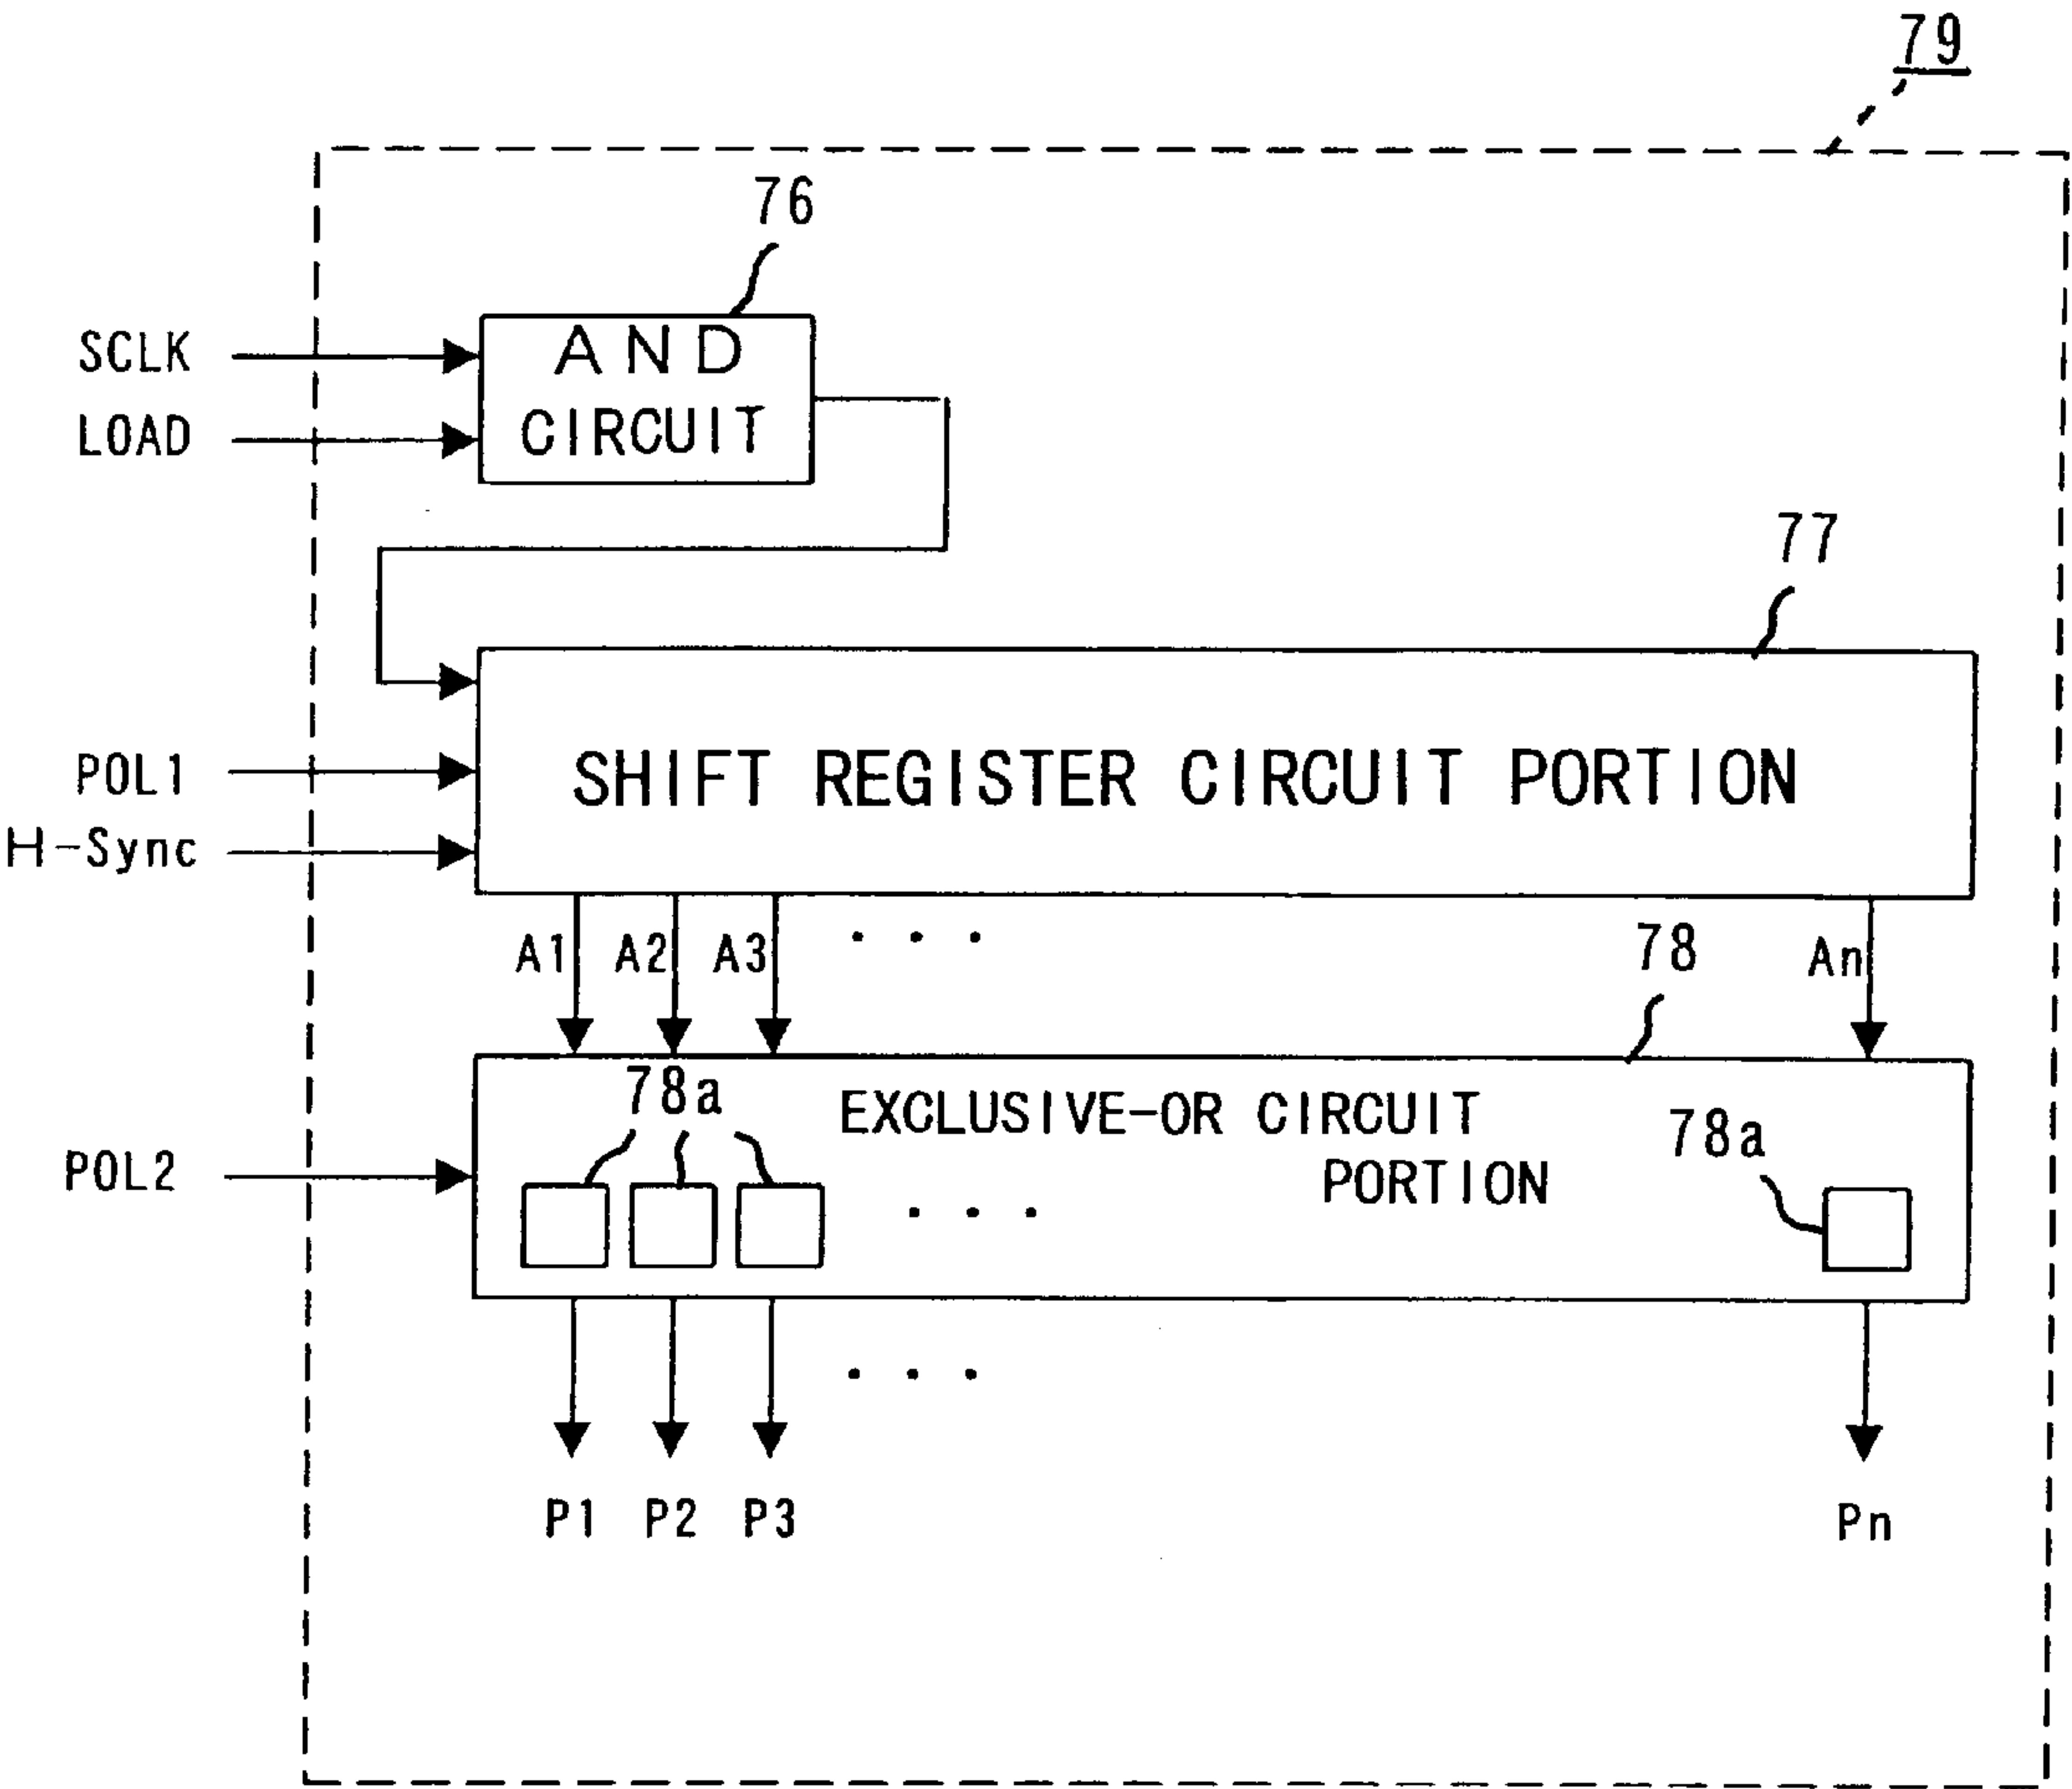 79
76
SCLK
AND
LOAD
CIRCUIT
77
POL1
SHIFT REGISTER CIRCUIT PORTION
H-Sync
A1 A2 A3 . . . An
78
78a
EXCLUSIVE-OR CIRCUIT
PORTION
78a
POL2
. . .
. . .
P1 P2 P3 Pn